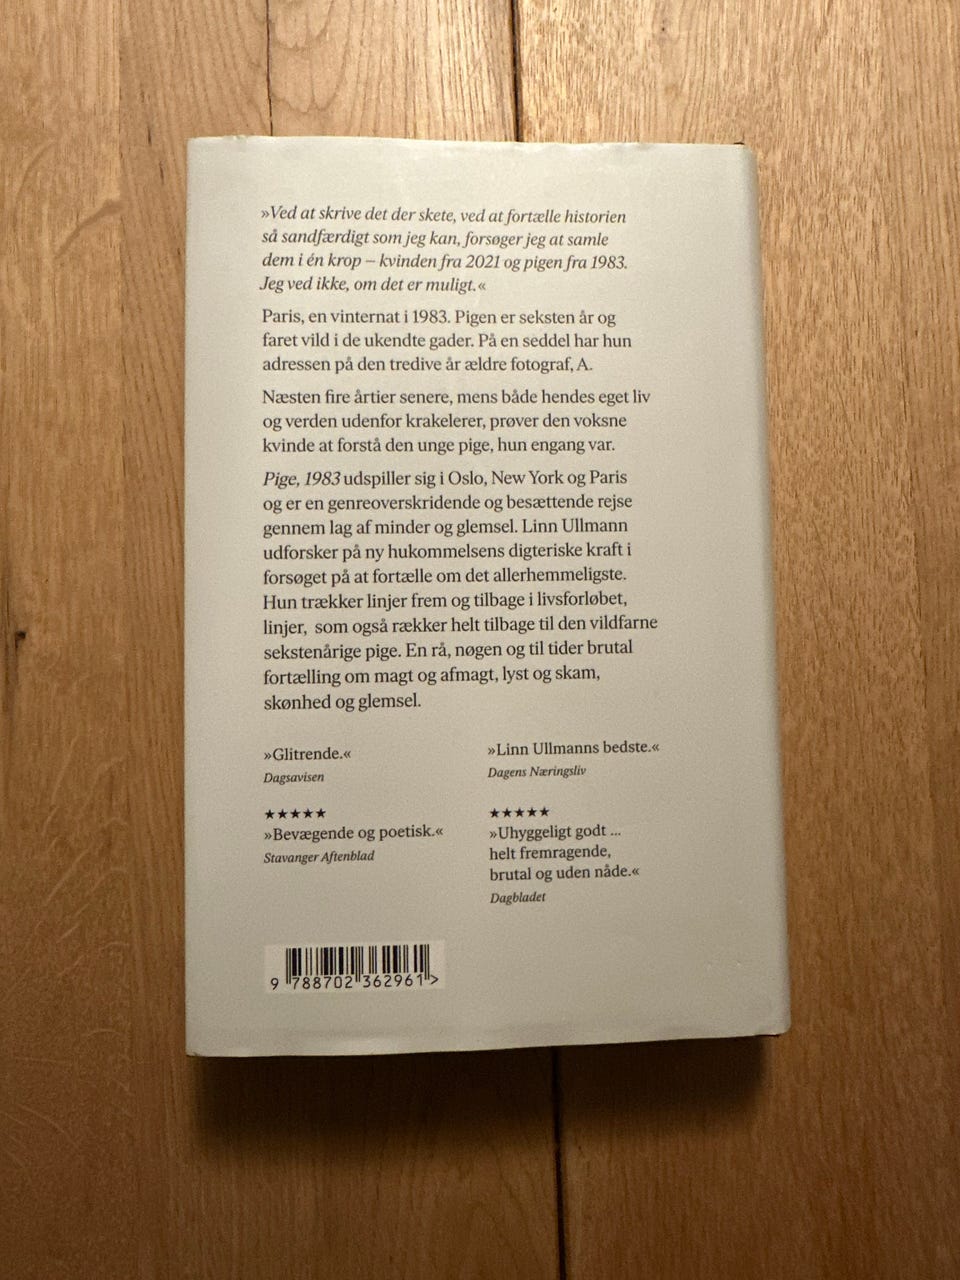 »Ved at skrive det der skete, ved at fortælle historien
så sandfærdigt som jeg kan, forsøger jeg at samle
dem i én krop – kvinden fra 2021 og pigen fra 1983.
Jeg ved ikke, om det er muligt.«
Paris, en vinternat i 1983. Pigen er seksten år og
faret vild i de ukendte gader. På en seddel har hun
adressen på den tredive år ældre fotograf, A.
Næsten fire årtier senere, mens både hendes eget liv
og verden udenfor krakelerer, prøver den voksne
kvinde at forstå den unge pige, hun engang var.
Pige, 1983 udspiller sig i Oslo, New York og Paris
og er en genreoverskridende og besættende rejse
gennem lag af minder og glemsel. Linn Ullmann
udforsker på ny hukommelsens digteriske kraft i
forsøget på at fortælle om det allerhemmeligste.
Hun trækker linjer frem og tilbage i livsforløbet,
linjer, som også rækker helt tilbage til den vildfarne
sekstenårige pige. En rå, nøgen og til tider brutal
fortælling om magt og afmagt, lyst og skam,
skønhed og glemsel.
»Glitrende.«
Dagsavisen
»Linn Ullmanns bedste.«
Dagens Næringsliv
★★★★★
»Bevægende og poetisk.«
Stavanger Aftenblad
★★★★★
»Uhyggeligt godt ...
helt fremragende,
brutal og uden nåde.«
Dagbladet
9 788702 362961 >